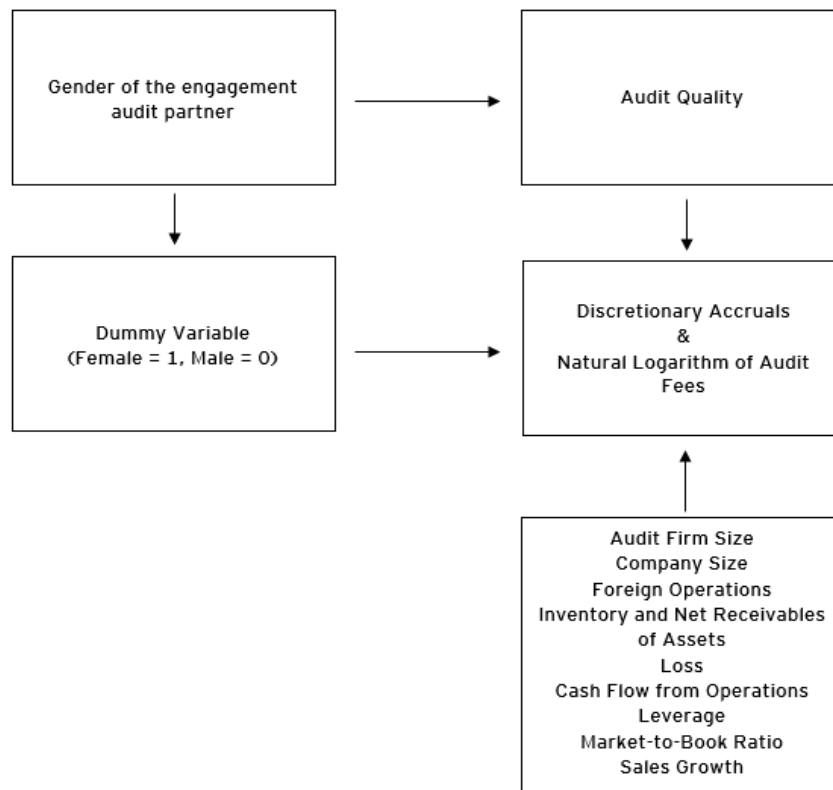 Gender of the engagement
audit partner
Audit Quality
Dummy Variable
(Female = 1, Male = 0)
Discretionary Accruals
&
Natural Logarithm of Audit
Fees
Audit Firm Size
Company Size
Foreign Operations
Inventory and Net Receivables
of Assets
Loss
Cash Flow from Operations
Leverage
Market-to-Book Ratio
Sales Growth